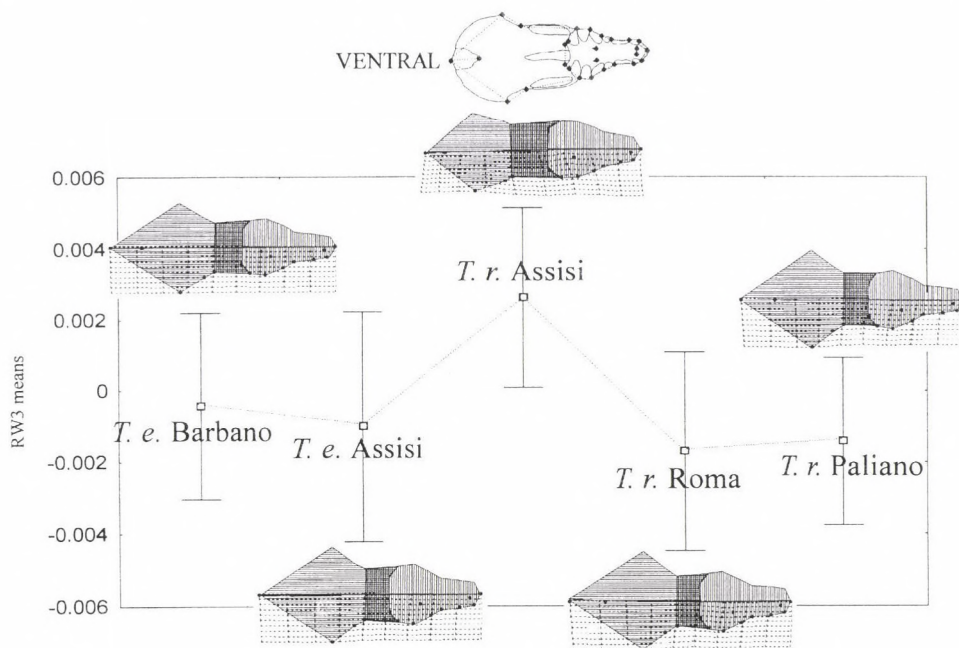 VENTRAL
0.006
0.004
0.002
0
-0.002
-0.004
-0.006
RW3 means
T. e. Barbano
T. e. Assisi
T. r. Assisi
T. r. Roma
T. r. Paliano